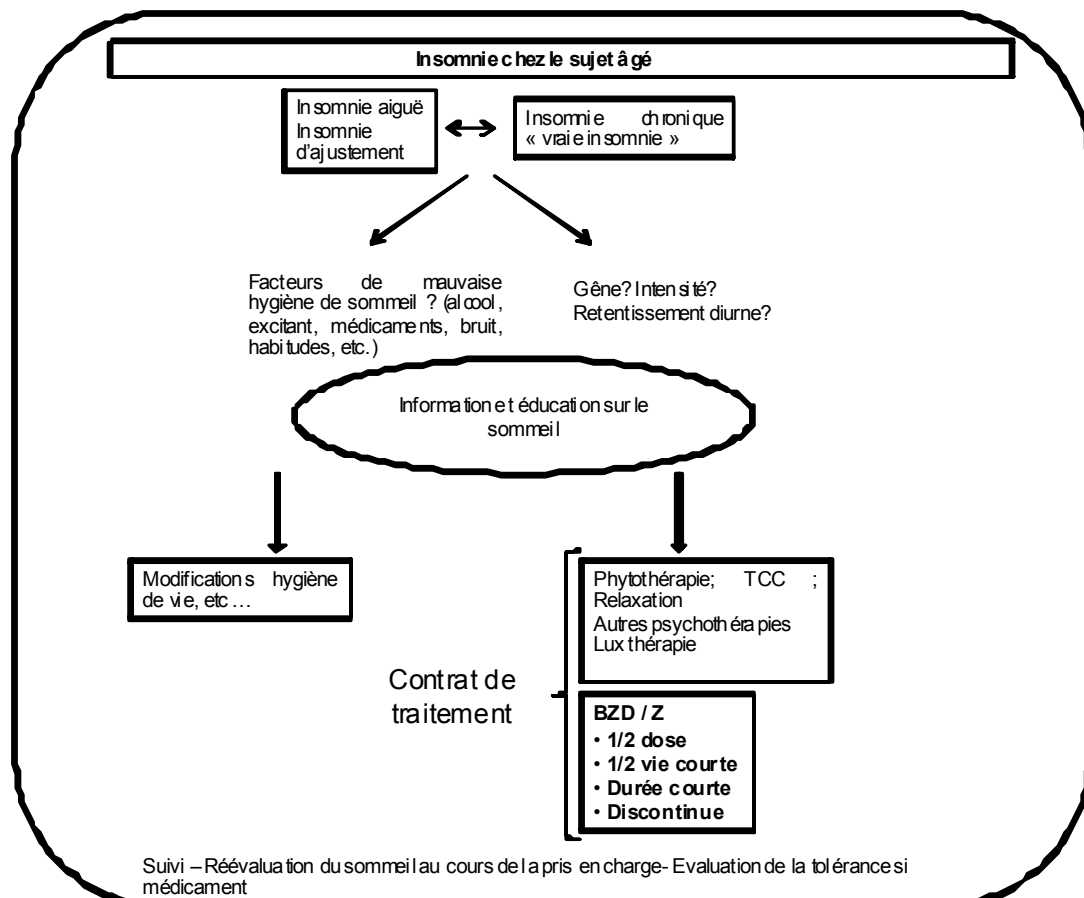 Insomnie chez le sujet âgé
Insomnie aiguë
Insomnie
d'ajustement
Insomnie chronique
« vraie insomnie »
Facteurs de mauvaise
hygiène de sommeil ? (alcool,
excitant, médicaments, bruit,
habitudes, etc.)
Gêne? Intensité?
Retentissement diurne?
Information et éducation sur le
sommeil
Modifications hygiène
de vie, etc…
Phytothérapie; TCC ;
Relaxation
Autres psychothérapies
Lux thérapie
Contrat de
traitement
BZD / Z
• 1/2 dose
• 1/2 vie courte
• Durée courte
• Discontinue
Suivi – Réévaluation du sommeil au cours de la pris en charge- Evaluation de la tolérance si
médicament